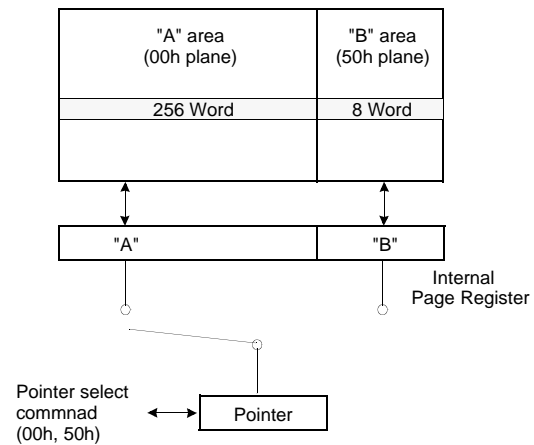 "A" area
(00h plane)
"B" area
(50h plane)
256 Word
8 Word
"A"
"B"
Internal
Page Register
Pointer select
commnad
(00h, 50h)
Pointer